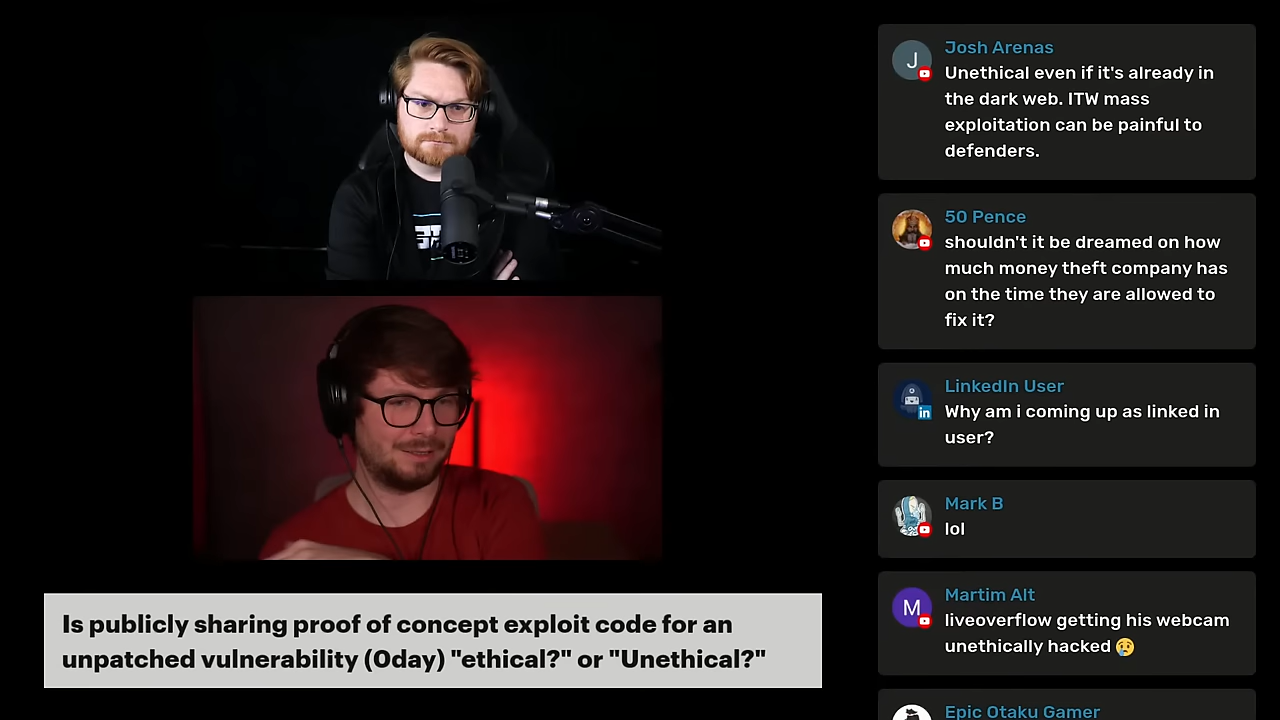 Josh Arenas
J
Unethical even if it's already in
the dark web. ITW mass
exploitation can be painful to
defenders.
50 Pence
shouldn't it be dreamed on how
much money theft company has
on the time they are allowed to
fix it?
LinkedIn User
in
Why am i coming up as linked in
user?
Mark B
lol
Martim Alt
M
liveoverflow getting his webcam
unethically hacked 😢
Epic Otaku Gamer
Is publicly sharing proof of concept exploit code for an
unpatched vulnerability (0day) "ethical?" or "Unethical?"